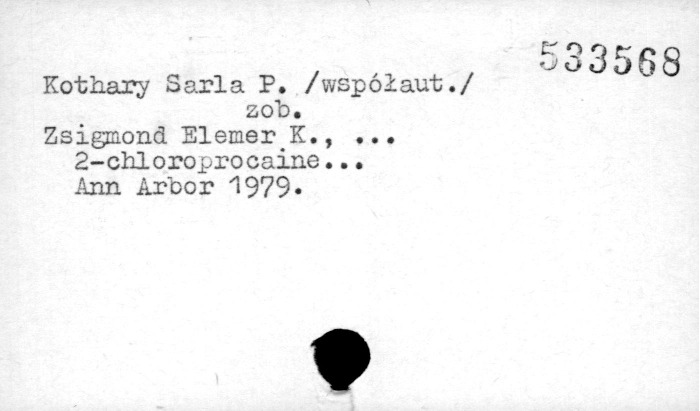 533568
Kothary Sarla P. /współaut./
zob.
Zsigmond Elemer K., ...
2-chloroprocaine...
Ann Arbor 1979.